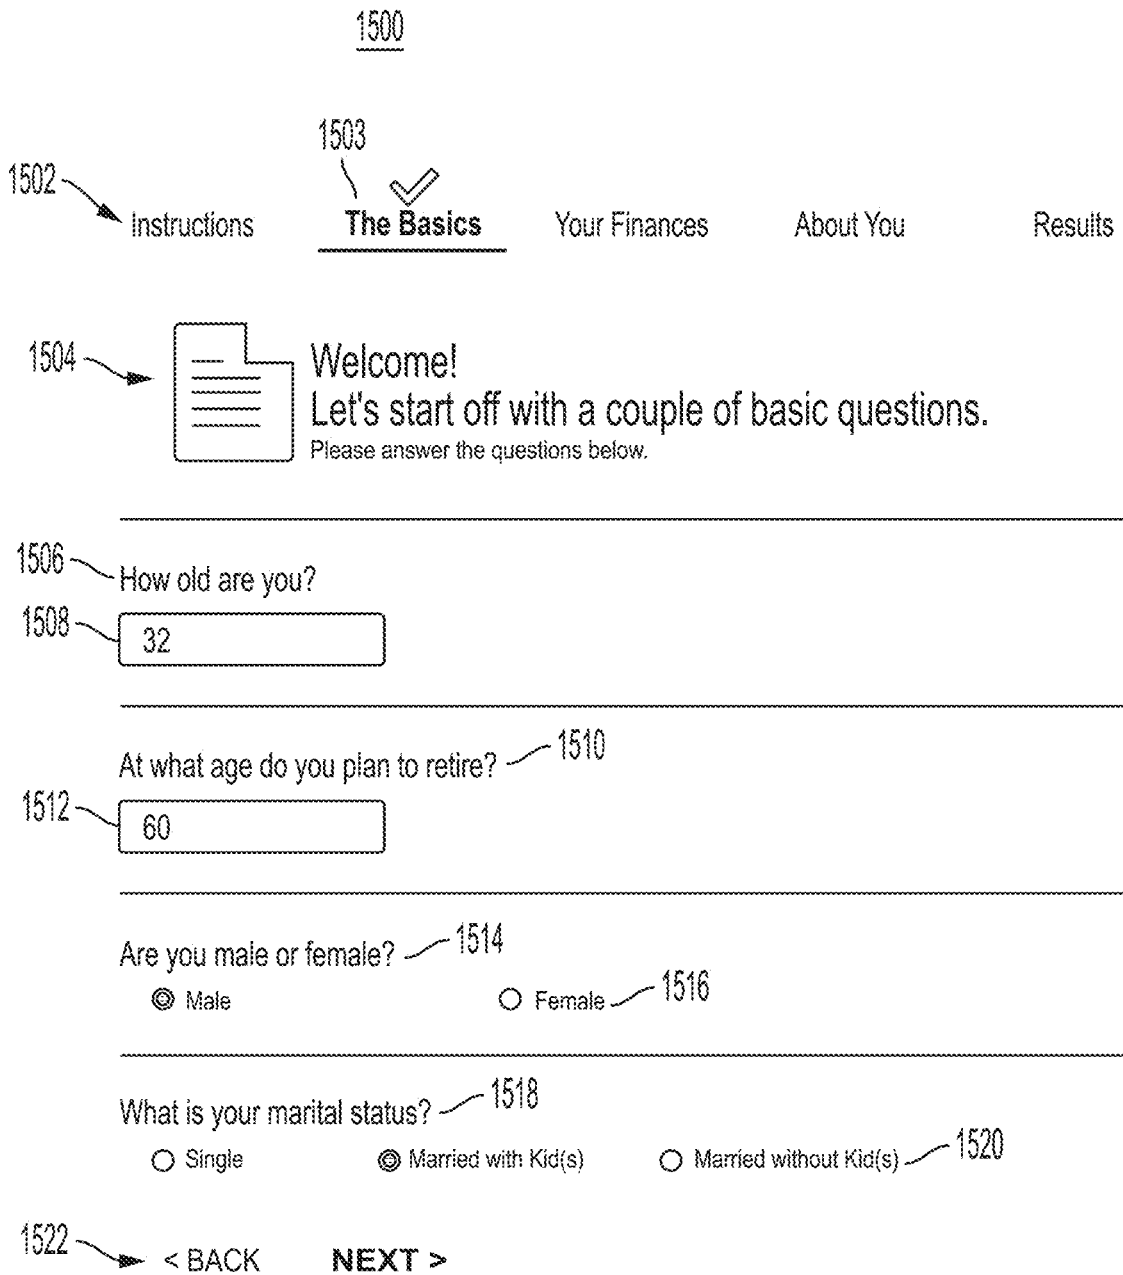 1500
1503
1502
Instructions The Basics Your Finances About You Results
1504
Welcome!
Let's start off with a couple of basic questions.
Please answer the questions below.
1506
How old are you?
1508
32
1510
At what age do you plan to retire?
1512
60
1514
Are you male or female?
Male Female 1516
1518
What is your marital status?
Single Married with Kid(s) Married without Kid(s) 1520
1522
< BACK NEXT >